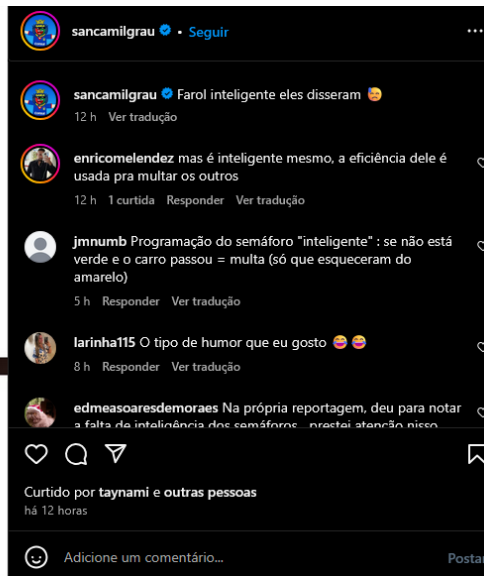 sancamilgrau • Seguir
sancamilgrau Farol inteligente eles disseram 😓
12 h Ver tradução
enricomelendez mas é inteligente mesmo, a eficiência dele é
usada pra multar os outros
12 h 1 curtida Responder Ver tradução
jmnumb Programação do semáforo "inteligente" : se não está
verde e o carro passou = multa (só que esqueceram do
amarelo)
5 h Responder Ver tradução
larinha115 O tipo de humor que eu gosto 😂😂
8 h Responder Ver tradução
edmeasoaresdemoraes Na própria reportagem, deu para notar
a falta de inteligência dos semáforos prestei atenção nisso
Curtido por taynami e outras pessoas
há 12 horas
Adicione um comentário...
Postar